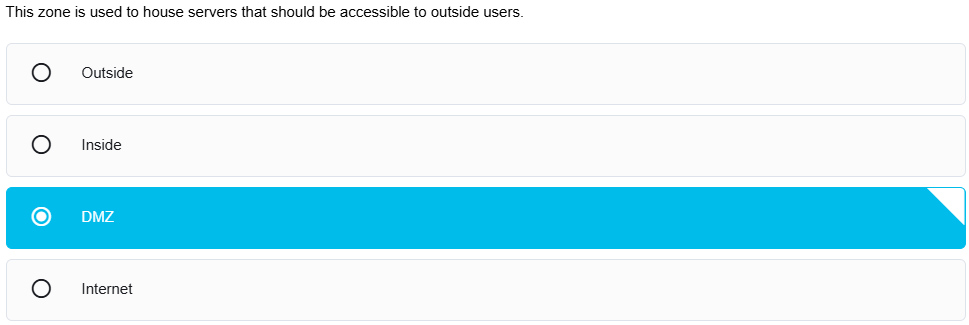 This zone is used to house servers that should be accessible to outside users.
Outside
Inside
DMZ
Internet